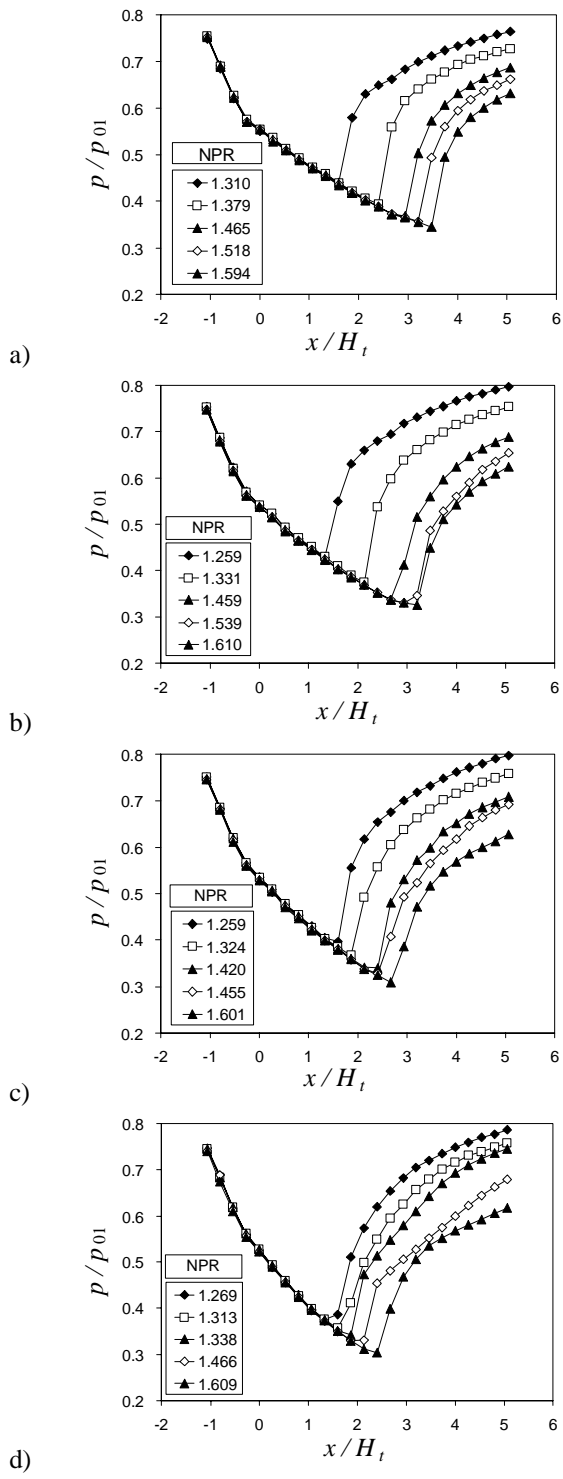 0.8
0.7
0.6
0.5
0.4
0.3
0.2
p / p01
NPR
1.310
1.379
1.465
1.518
1.594
-2 -1 0 1 2 3 4 5 6
x / Ht
a)
0.8
0.7
0.6
0.5
0.4
0.3
0.2
p / p01
NPR
1.259
1.331
1.459
1.539
1.610
-2 -1 0 1 2 3 4 5 6
x / Ht
b)
0.8
0.7
0.6
0.5
0.4
0.3
0.2
p / p01
NPR
1.259
1.324
1.420
1.455
1.601
-2 -1 0 1 2 3 4 5 6
x / Ht
c)
0.8
0.7
0.6
0.5
0.4
0.3
0.2
p / p01
NPR
1.269
1.313
1.338
1.466
1.609
-2 -1 0 1 2 3 4 5 6
x / Ht
d)